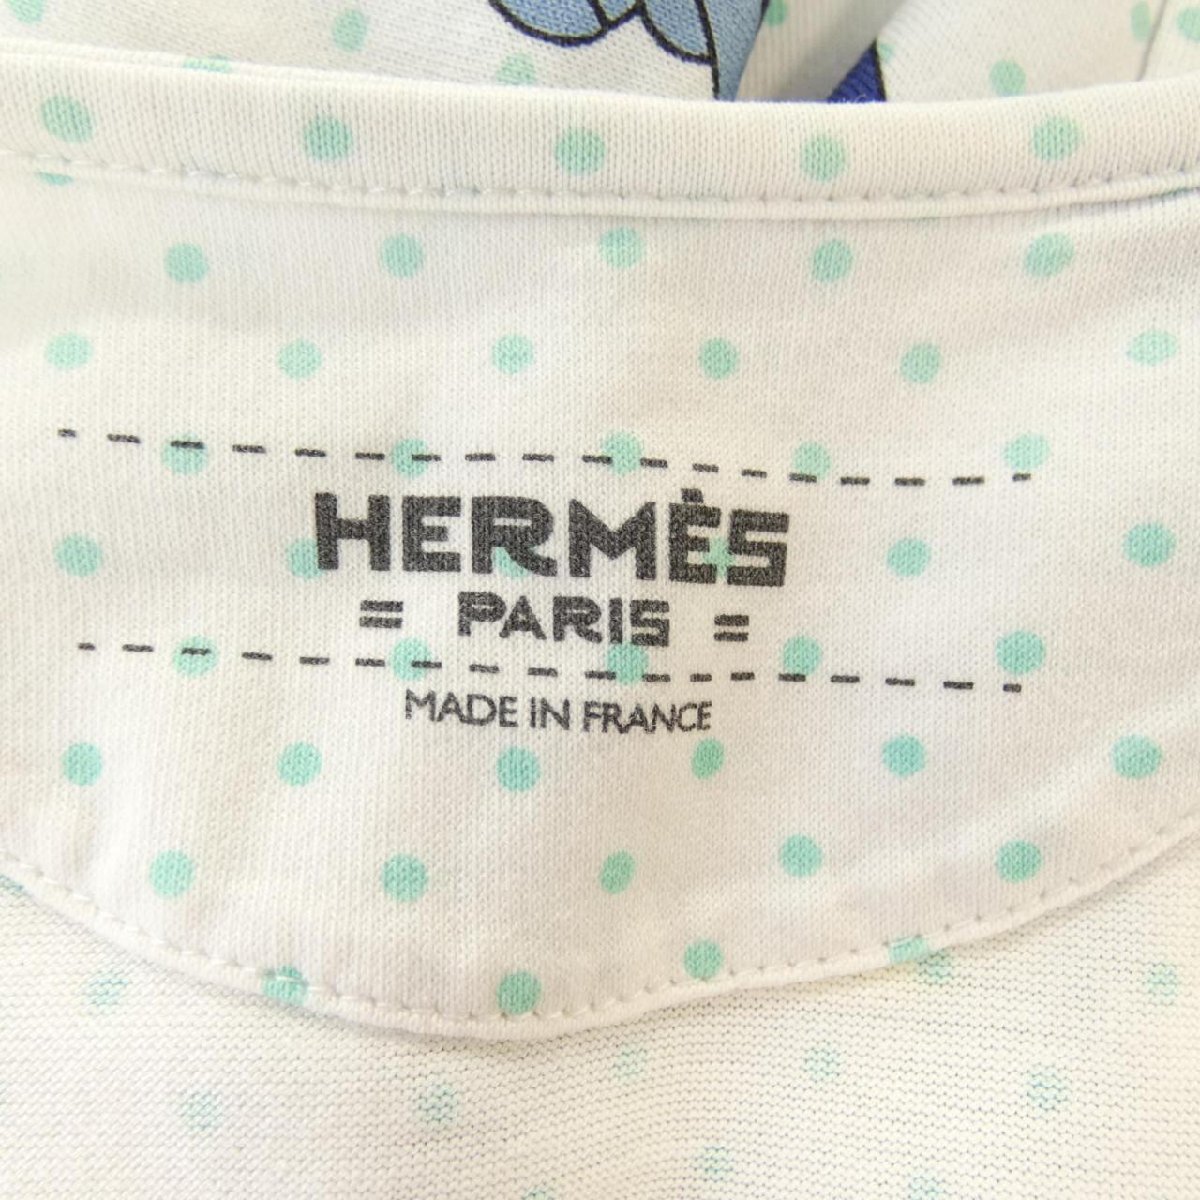 HERMÈS
= PARIS =
MADE IN FRANCE